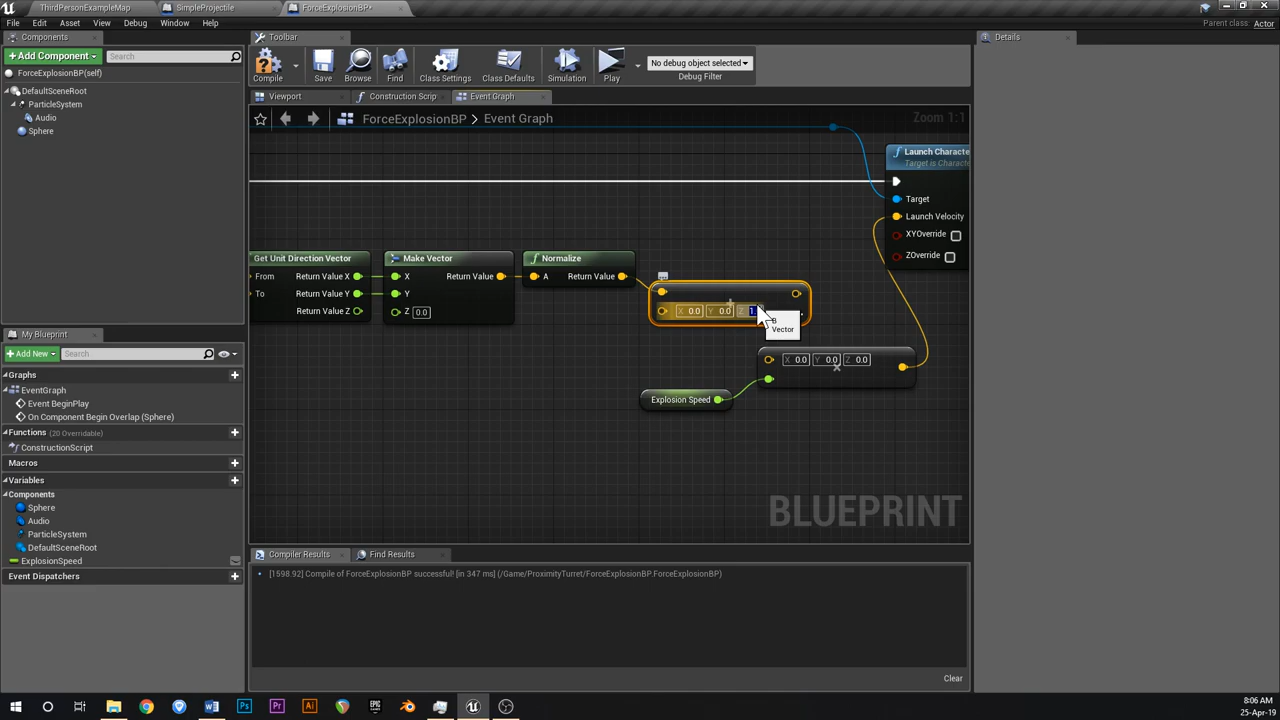 ThirdPersonExampleMap
SimpleProjectile
ForceExplosionBP*
File Edit Asset View Debug Window Help
Parent class: Actor
Components
Toolbar
Details
+Add Component
Search
ForceExplosionBP(self)
DefaultSceneRoot
ParticleSystem
Audio
Sphere
Compile Save Browse Find Class Settings Class Defaults Simulation Play
No debug object selected
Debug Filter
Viewport
Construction Scrip
Event Graph
ForceExplosionBP > Event Graph
Zoom 1:1
Launch Characte
Target is Characte
Target
Launch Velocity
XYOverride
ZOverride
Get Unit Direction Vector
From Return Value X
To Return Value Y
Return Value Z
Make Vector
X Return Value
Y
Z 0.0
Normalize
A Return Value
X 0.0 Y 0.0 Z 1.
B
Vector
X 0.0 Y 0.0 Z 0.0
Explosion Speed
BLUEPRINT
My Blueprint
+Add New
Search
Graphs
EventGraph
Event BeginPlay
On Component Begin Overlap (Sphere)
Functions (20 Overridable)
ConstructionScript
Macros
Variables
Components
Sphere
Audio
ParticleSystem
DefaultSceneRoot
ExplosionSpeed
Event Dispatchers
Compiler Results
Find Results
[1598.92] Compile of ForceExplosionBP successful! [in 347 ms] (/Game/ProximityTurret/ForceExplosionBP.ForceExplosionBP)
Clear
8:06 AM
25-Apr-19